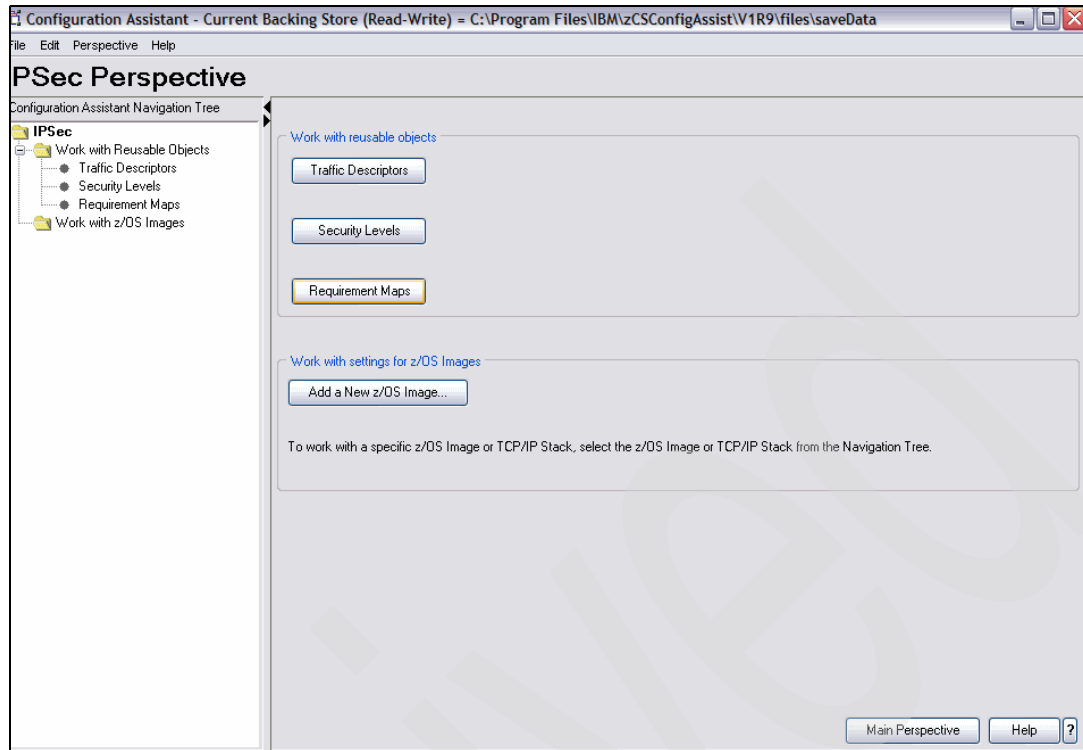 Configuration Assistant - Current Backing Store (Read-Write) = C:\Program Files\IBM\zCSConfigAssist\V1R9\files\saveData
File Edit Perspective Help
IPSec Perspective
Configuration Assistant Navigation Tree
IPSec
Work with Reusable Objects
Traffic Descriptors
Security Levels
Requirement Maps
Work with z/OS Images
Work with reusable objects
Traffic Descriptors
Security Levels
Requirement Maps
Work with settings for z/OS Images
Add a New z/OS Image...
To work with a specific z/OS Image or TCP/IP Stack, select the z/OS Image or TCP/IP Stack from the Navigation Tree.
Main Perspective Help ?